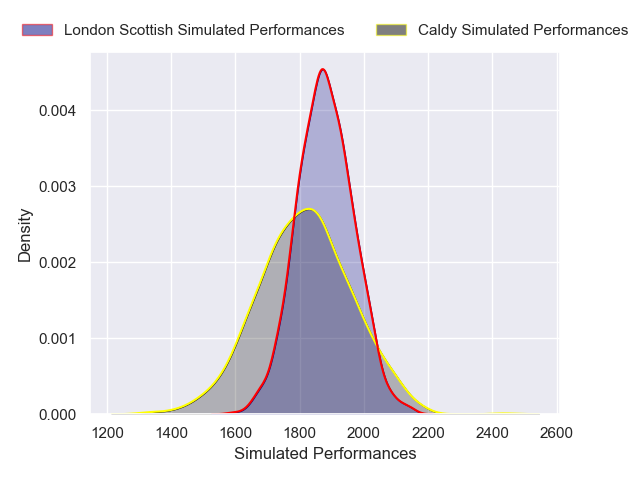 London Scottish Simulated Performances Caldy Simulated Performances
0.004
0.003
Density
0.002
0.001
0.000
1200 1400 1600 1800 2000 2200 2400 2600
Simulated Performances